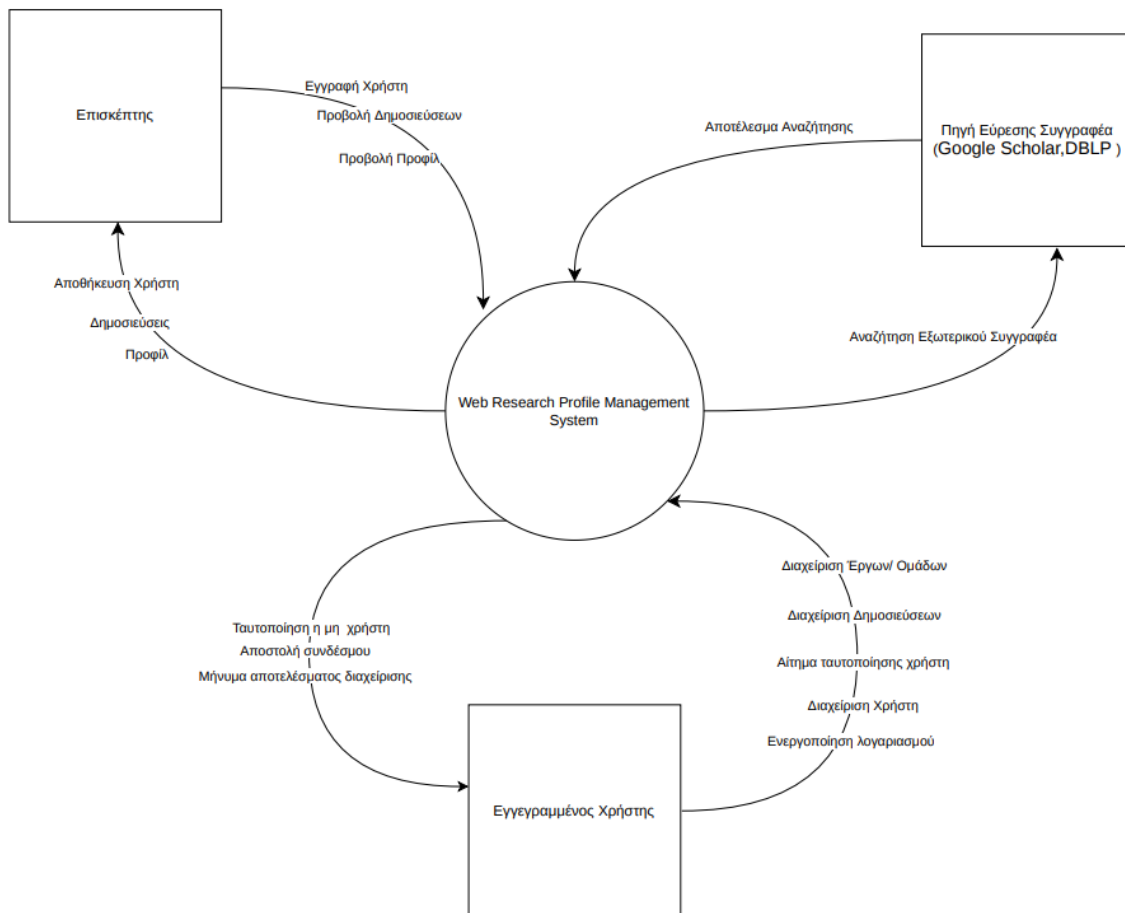 Επισκέπτης
Εγγραφή Χρήστη
Προβολή Δημοσιεύσεων
Προβολή Προφίλ
Αποτέλεσμα Αναζήτησης
Πηγή Εύρεσης Συγγραφέα
(Google Scholar,DBLP )
Αποθήκευση Χρήστη
Δημοσιεύσεις
Προφίλ
Αναζήτηση Εξωτερικού Συγγραφέα
Web Research Profile Management
System
Ταυτοποίηση η μη χρήστη
Αποστολή συνδέσμου
Μήνυμα αποτελέσματος διαχείρισης
Διαχείριση Έργων/ Ομάδων
Διαχείριση Δημοσιεύσεων
Αίτημα ταυτοποίησης χρήστη
Διαχείριση Χρήστη
Ενεργοποίηση λογαριασμού
Εγγεγραμμένος Χρήστης